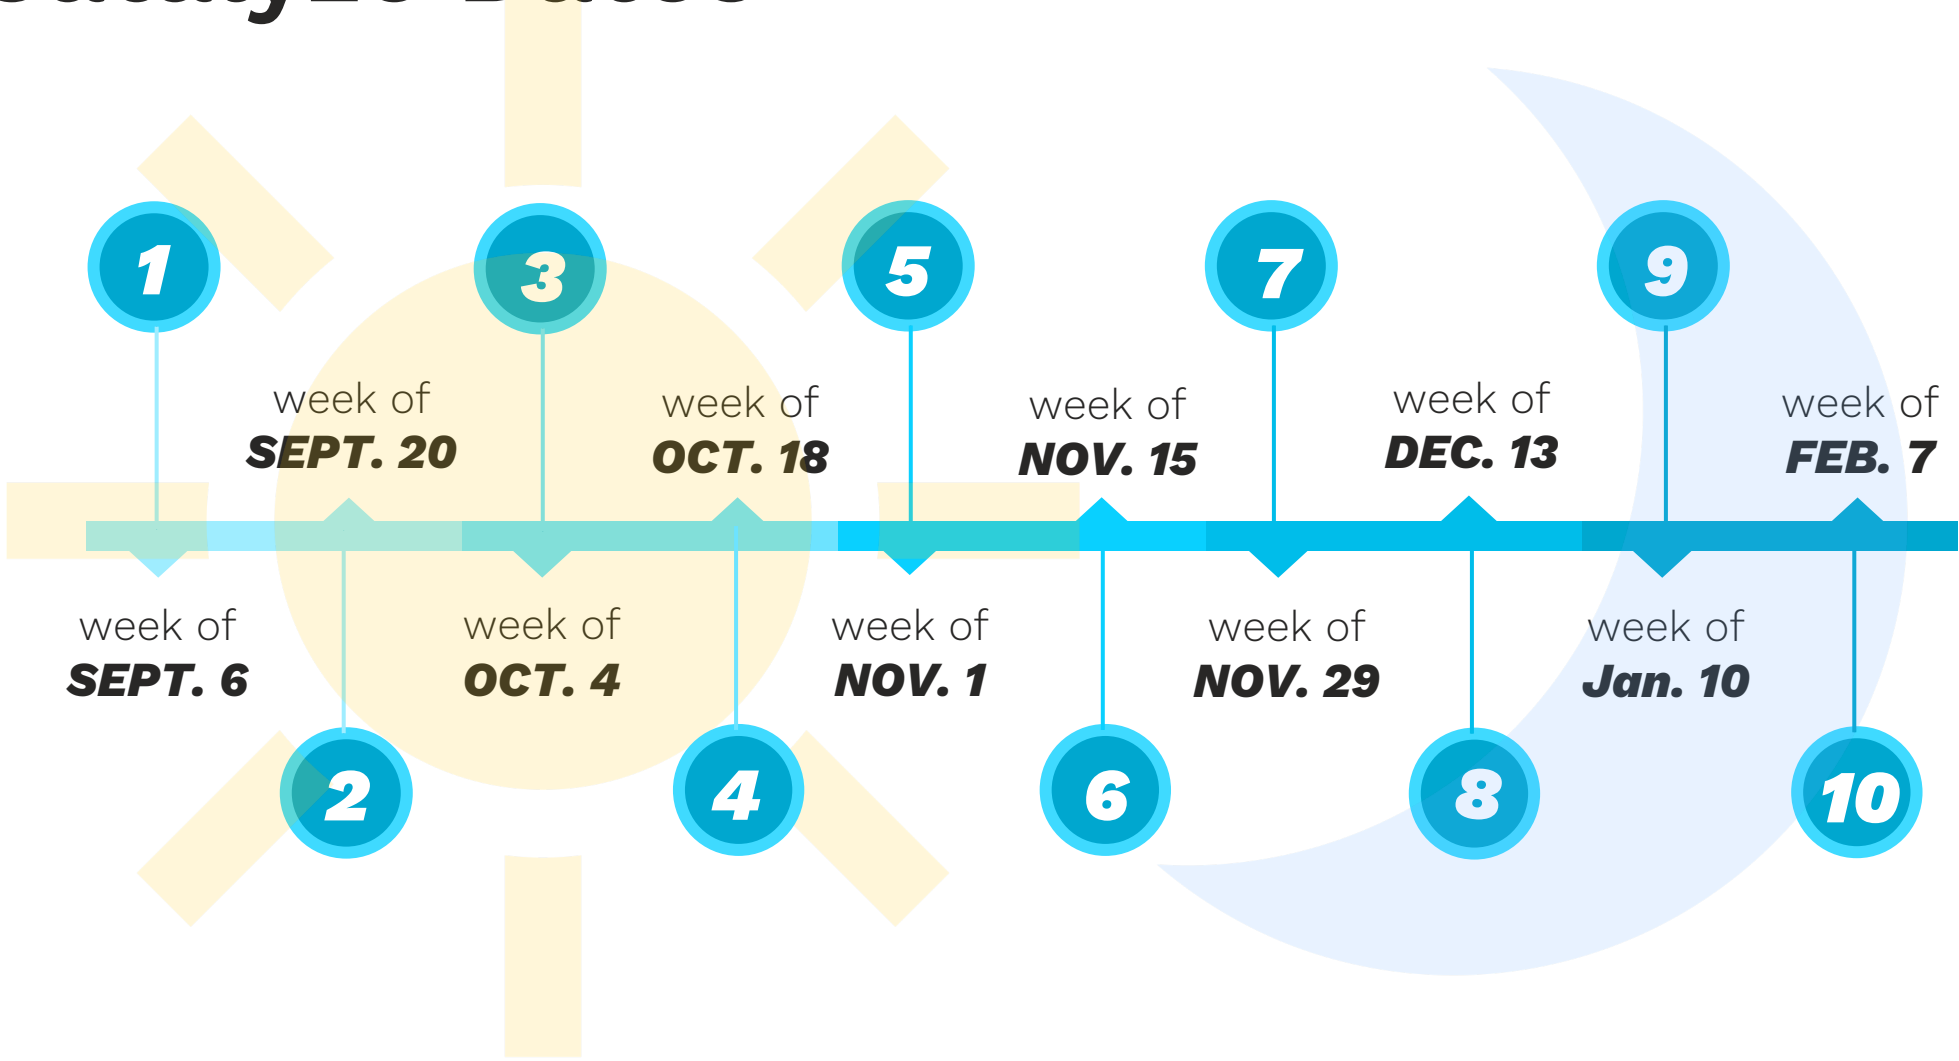 1
3
5
7
9
week of
SEPT. 20
week of
OCT. 18
week of
NOV. 15
week of
DEC. 13
week of
FEB. 7
week of
SEPT. 6
week of
OCT. 4
week of
NOV. 1
week of
NOV. 29
week of
Jan. 10
2
4
6
8
10